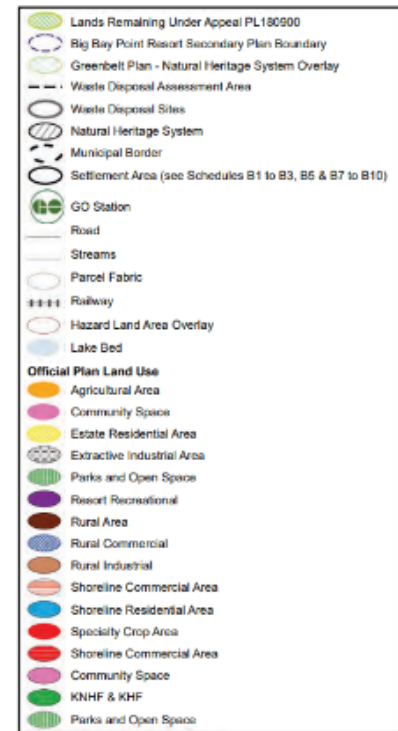 Lands Remaining Under Appeal PL180900
Big Bay Point Resort Secondary Plan Boundary
Greenbelt Plan - Natural Heritage System Overlay
Waste Disposal Assessment Area
Waste Disposal Sites
Natural Heritage System
Municipal Border
Settlement Area (see Schedules B1 to B3, B5 & B7 to B10)
GO GO Station
Road
Streams
Parcel Fabric
Railway
Hazard Land Area Overlay
Lake Bed
Official Plan Land Use
Agricultural Area
Community Space
Estate Residential Area
Extractive Industrial Area
Parks and Open Space
Resort Recreational
Rural Area
Rural Commercial
Rural Industrial
Shoreline Commercial Area
Shoreline Residential Area
Specialty Crop Area
Shoreline Commercial Area
Community Space
KNHF & KHF
Parks and Open Space